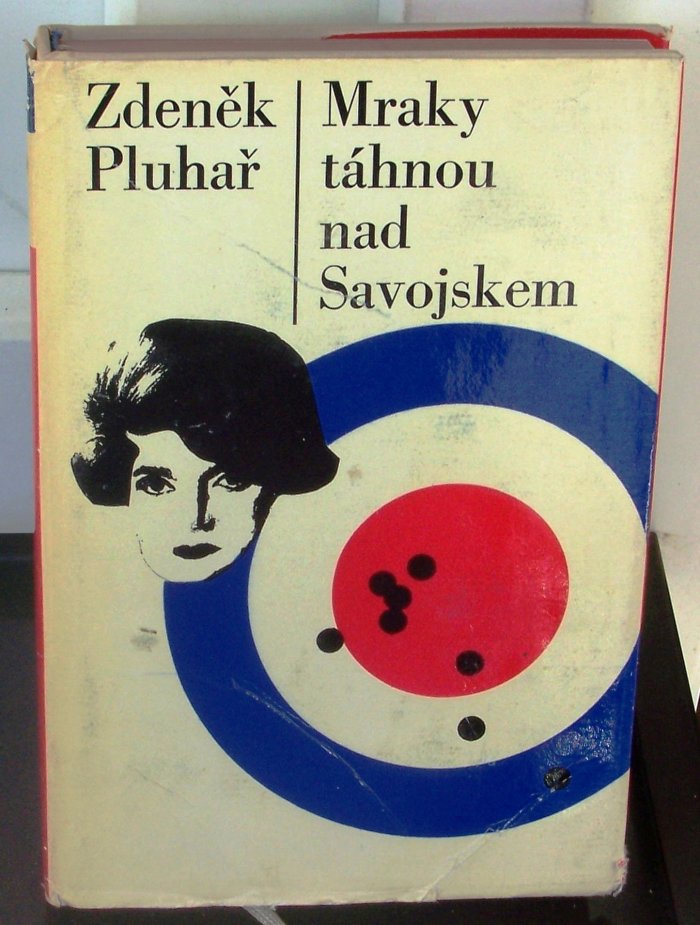 Zdeněk
Pluhař
Mraky
táhnou
nad
Savojskem